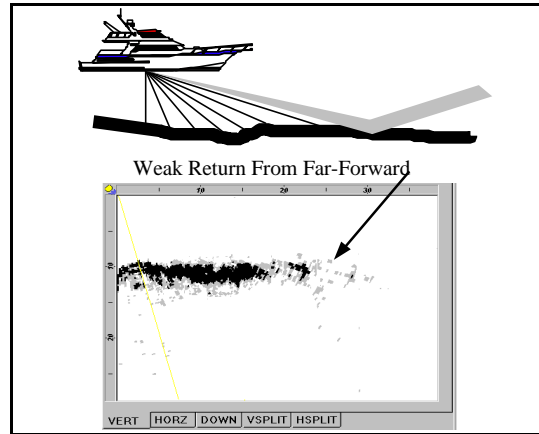 Weak Return From Far-Forward
10 20 30
10
20
VERT HORZ DOWN VSPLIT HSPLIT